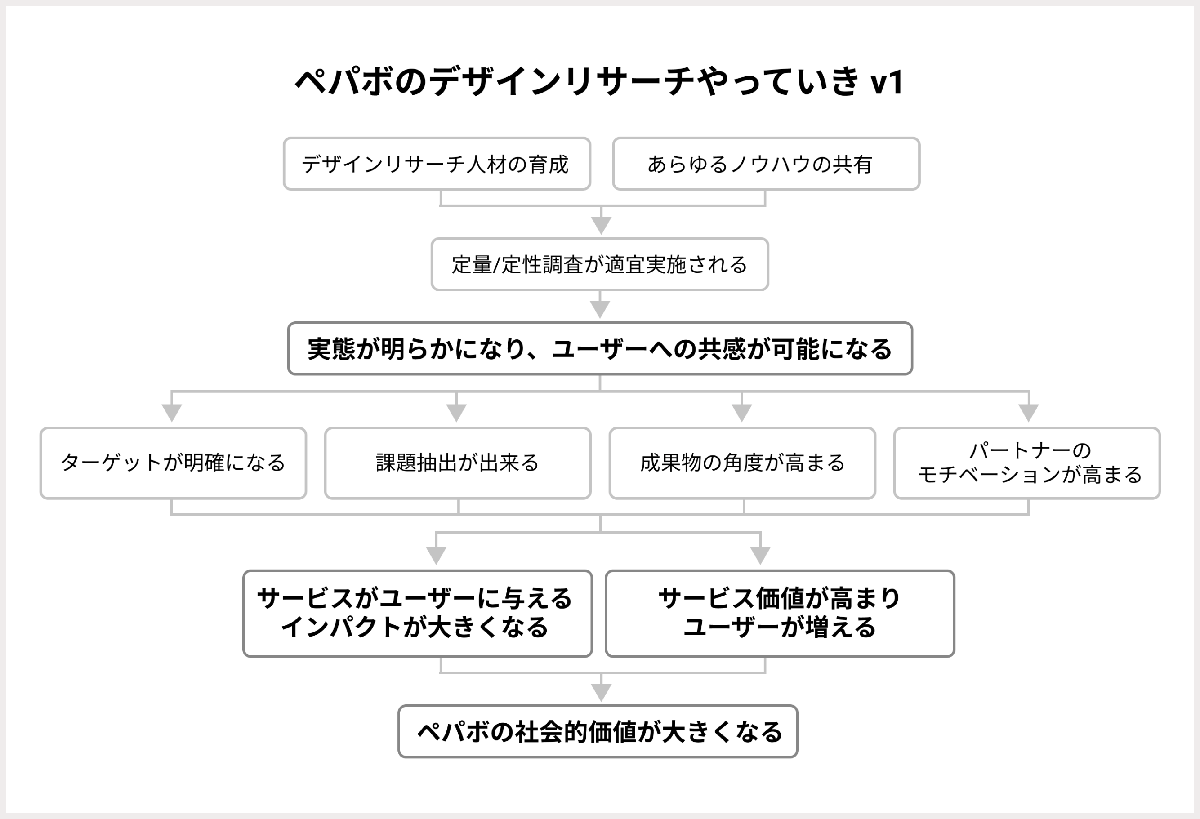 ペパボのデザインリサーチやっていき v1
デザインリサーチ人材の育成
あらゆるノウハウの共有
定量/定性調査が適宜実施される
実態が明らかになり、ユーザーへの共感が可能になる
ターゲットが明確になる
課題抽出が出来る
成果物の角度が高まる
パートナーの
モチベーションが高まる
サービスがユーザーに与える
インパクトが大きくなる
サービス価値が高まり
ユーザーが増える
ペパボの社会的価値が大きくなる